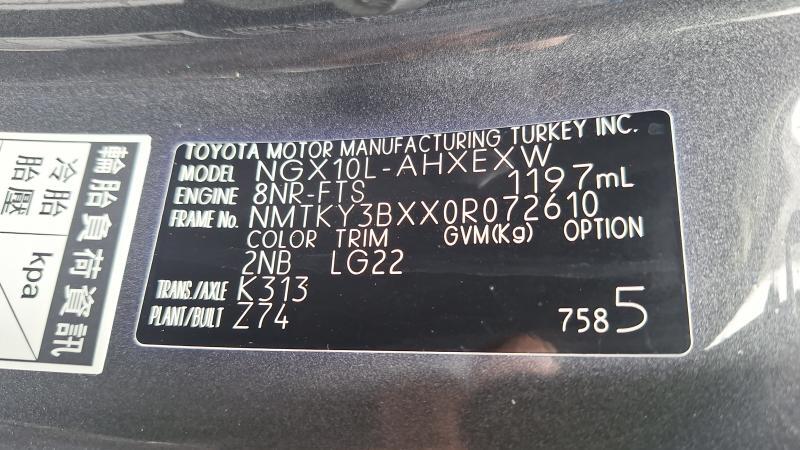 輪胎負荷資訊
冷胎胎壓
kpa
TOYOTA MOTOR MANUFACTURING TURKEY INC.
MODEL NGX10L-AHXEXW
ENGINE 8NR-FTS 1197mL
FRAME No. NMTKY3BXX0R072610
COLOR TRIM GVM(Kg) OPTION
2NB LG22
TRANS./AXLE K313
PLANT/BUILT Z74 7585